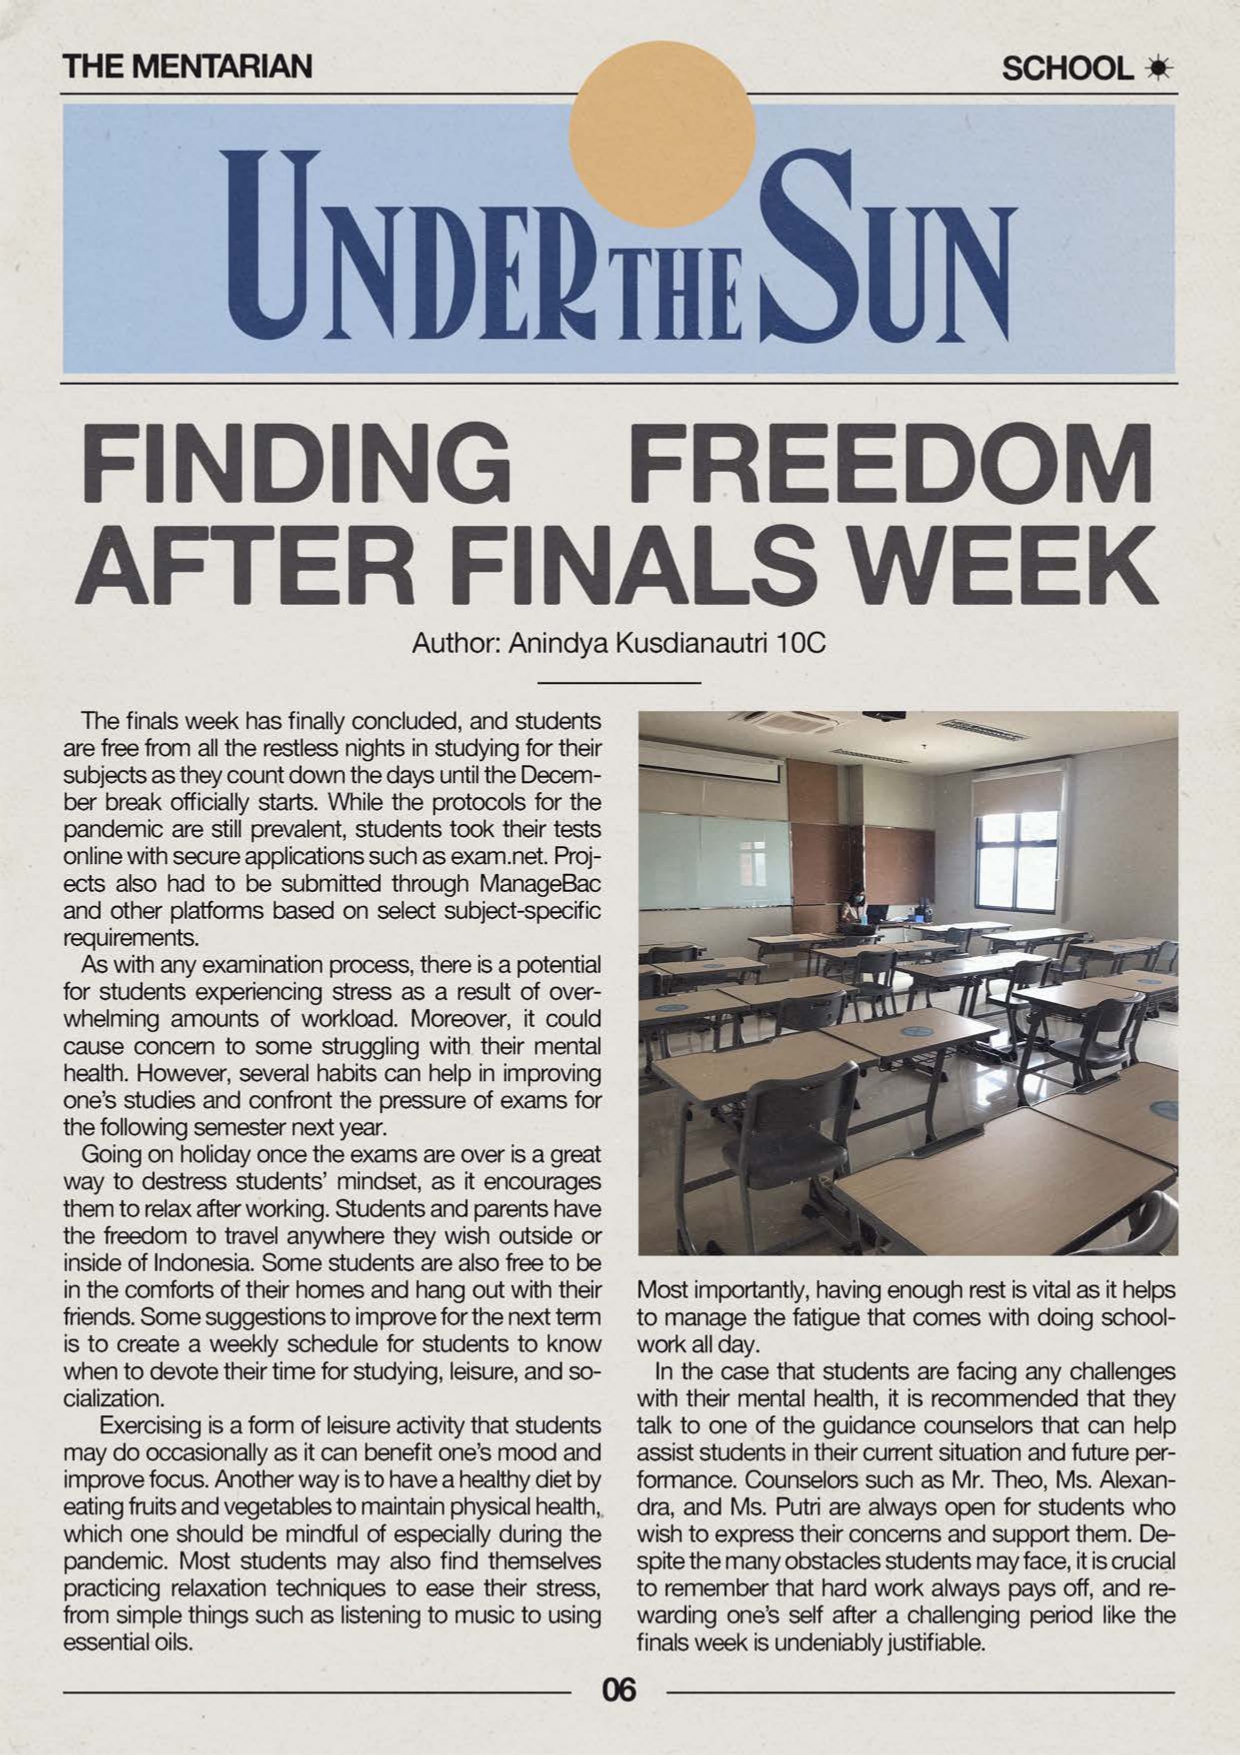 THE MENTARIAN
SCHOOL
UNDER THE SUN
FINDING FREEDOM
AFTER FINALS WEEK
Author: Anindya Kusdianautri 10C
The finals week has finally concluded, and students
are free from all the restless nights in studying for their
subjects as they count down the days until the Decem-
ber break officially starts. While the protocols for the
pandemic are still prevalent, students took their tests
online with secure applications such as exam.net. Proj-
ects also had to be submitted through ManageBac
and other platforms based on select subject-specific
requirements.
As with any examination process, there is a potential
for students experiencing stress as a result of over-
whelming amounts of workload. Moreover, it could
cause concern to some struggling with their mental
health. However, several habits can help in improving
one's studies and confront the pressure of exams for
the following semester next year.
Going on holiday once the exams are over is a great
way to destress students' mindset, as it encourages
them to relax after working. Students and parents have
the freedom to travel anywhere they wish outside or
inside of Indonesia. Some students are also free to be
in the comforts of their homes and hang out with their
friends. Some suggestions to improve for the next term
is to create a weekly schedule for students to know
when to devote their time for studying, leisure, and so-
cialization.
Exercising is a form of leisure activity that students
may do occasionally as it can benefit one's mood and
improve focus. Another way is to have a healthy diet by
eating fruits and vegetables to maintain physical health,
which one should be mindful of especially during the
pandemic. Most students may also find themselves
practicing relaxation techniques to ease their stress,
from simple things such as listening to music to using
essential oils.
Most importantly, having enough rest is vital as it helps
to manage the fatigue that comes with doing school-
work all day.
In the case that students are facing any challenges
with their mental health, it is recommended that they
talk to one of the guidance counselors that can help
assist students in their current situation and future per-
formance. Counselors such as Mr. Theo, Ms. Alexan-
dra, and Ms. Putri are always open for students who
wish to express their concerns and support them. De-
spite the many obstacles students may face, it is crucial
to remember that hard work always pays off, and re-
warding one's self after a challenging period like the
finals week is undeniably justifiable.
06